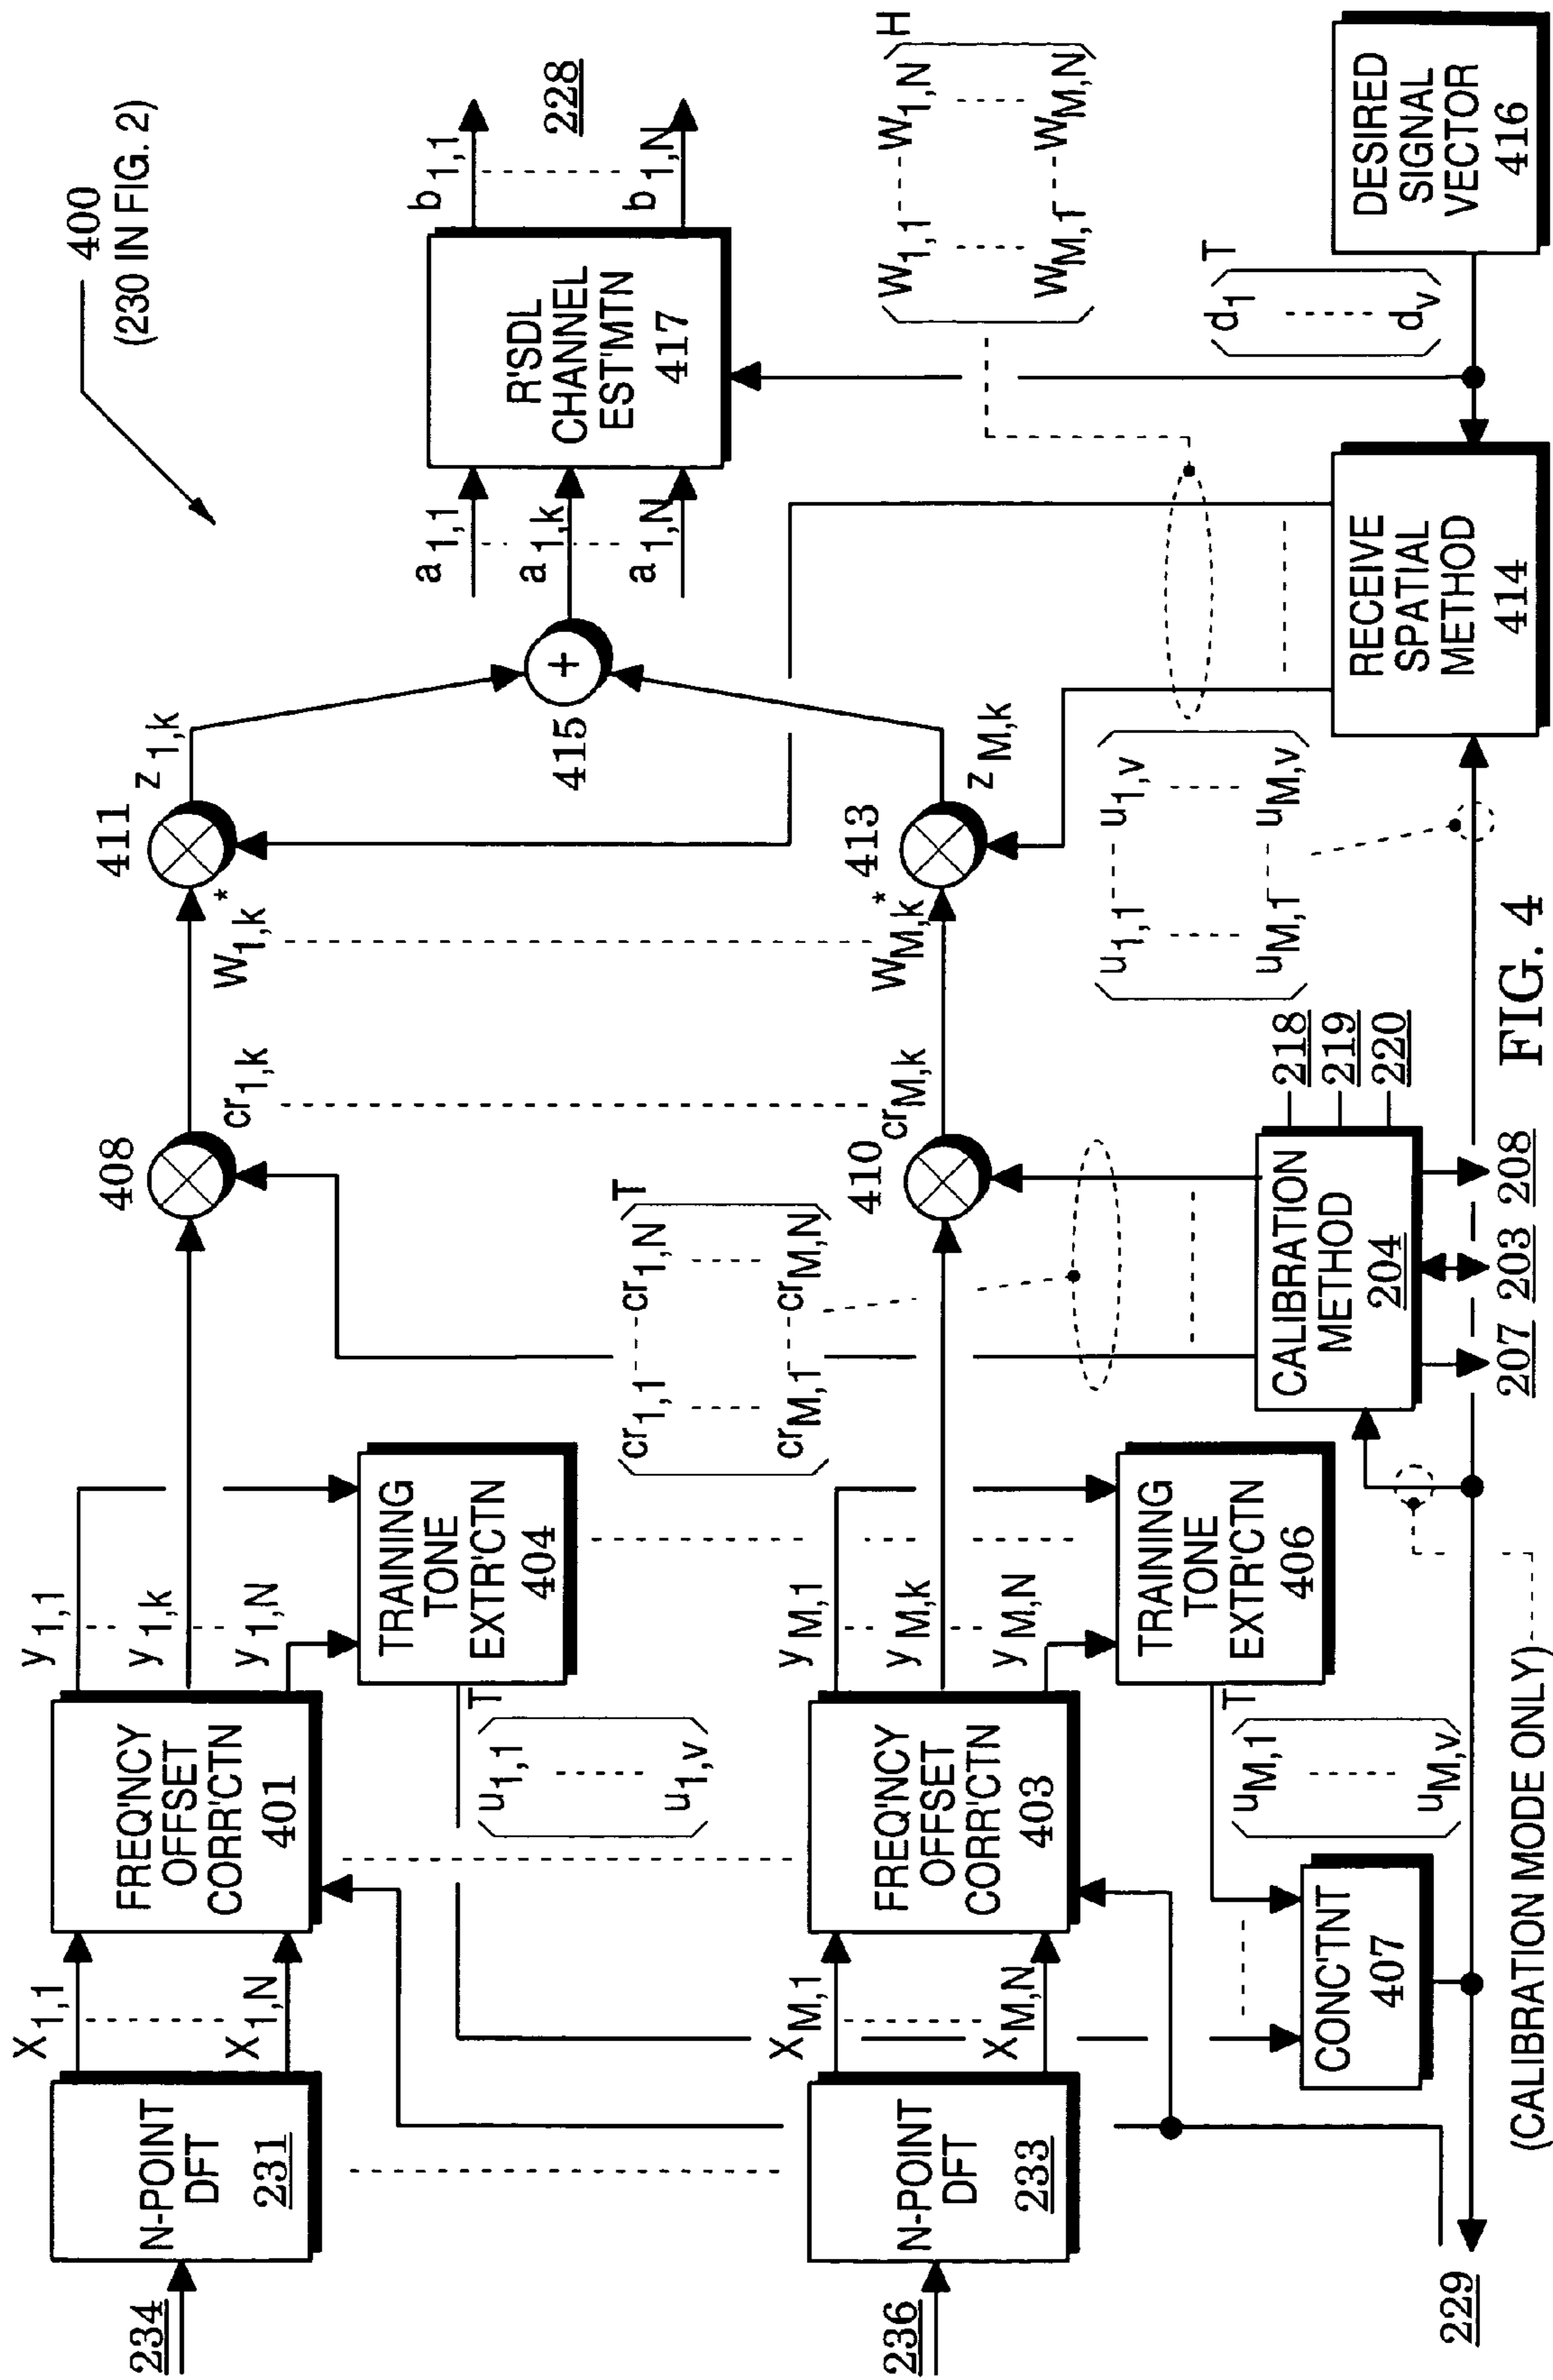 400
(230 IN FIG. 2)
234
N-POINT
DFT
231
X1,1
X1,N
FREQ'NCY
OFFSET
CORR'CTN
401
y1,1
y1,k
y1,N
TRAINING
TONE
EXTR'CTN
404
T
u1,1
u1,v
408
cr1,k
W1,k*
411
z1,k
415
+
a1,1
a1,k
a1,N
R'SDL
CHANNEL
EST'MTN
417
b1,1
b1,N
228
236
N-POINT
DFT
233
XM,1
XM,N
FREQ'NCY
OFFSET
CORR'CTN
403
yM,1
yM,k
yM,N
TRAINING
TONE
EXTR'CTN
406
T
uM,1
uM,v
cr1,1 cr1,N T
crM,1 crM,N
410
crM,k
WM,k*
413
zM,k
W1,1 W1,N H
WM,1 WM,N
u1,1 u1,v
uM,1 uM,v
CONC'TNT
407
CALIBRATION
METHOD
204
218
219
220
207 203 208
RECEIVE
SPATIAL
METHOD
414
d1 T
dv
DESIRED
SIGNAL
VECTOR
416
229
(CALIBRATION MODE ONLY)
FIG. 4